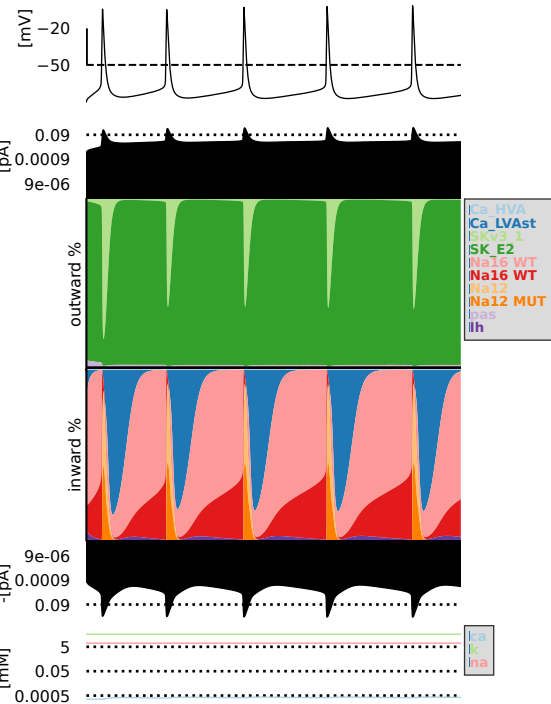 [mV]
−20
−50
[pA]
0.09
0.0009
9e-06
outward %
Ca_HVA
Ca_LVAst
SKv3_1
SK_E2
Na16 WT
Na16 WT
Na12
Na12 MUT
pas
Ih
inward %
-[pA]
9e-06
0.0009
0.09
[mM]
5
0.05
0.0005
ca
k
na